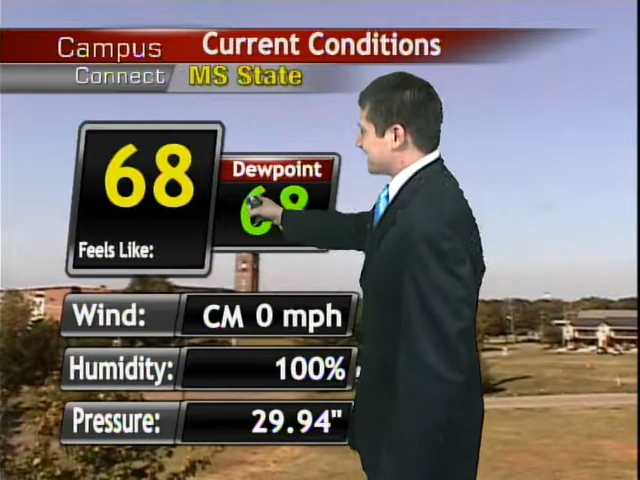 Campus
Connect
Current Conditions
MS State
68
Feels Like:
Dewpoint
68
Wind: CM 0 mph
Humidity: 100%
Pressure: 29.94"